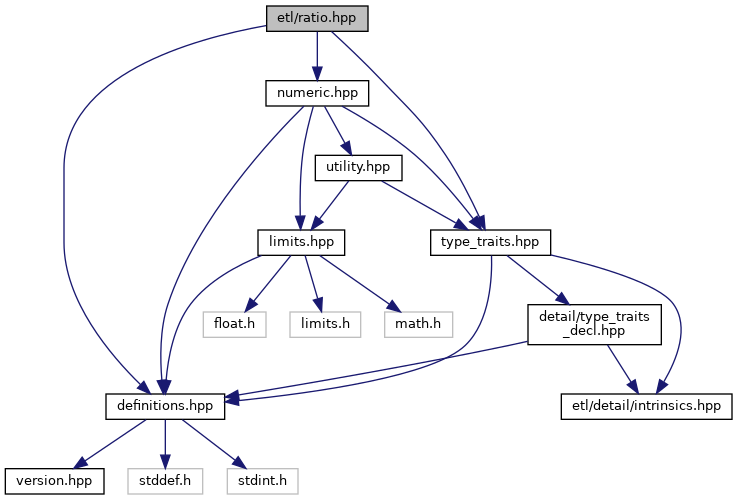 etl/ratio.hpp
numeric.hpp
utility.hpp
limits.hpp
type_traits.hpp
float.h
limits.h
math.h
detail/type_traits
_decl.hpp
definitions.hpp
etl/detail/intrinsics.hpp
version.hpp
stddef.h
stdint.h